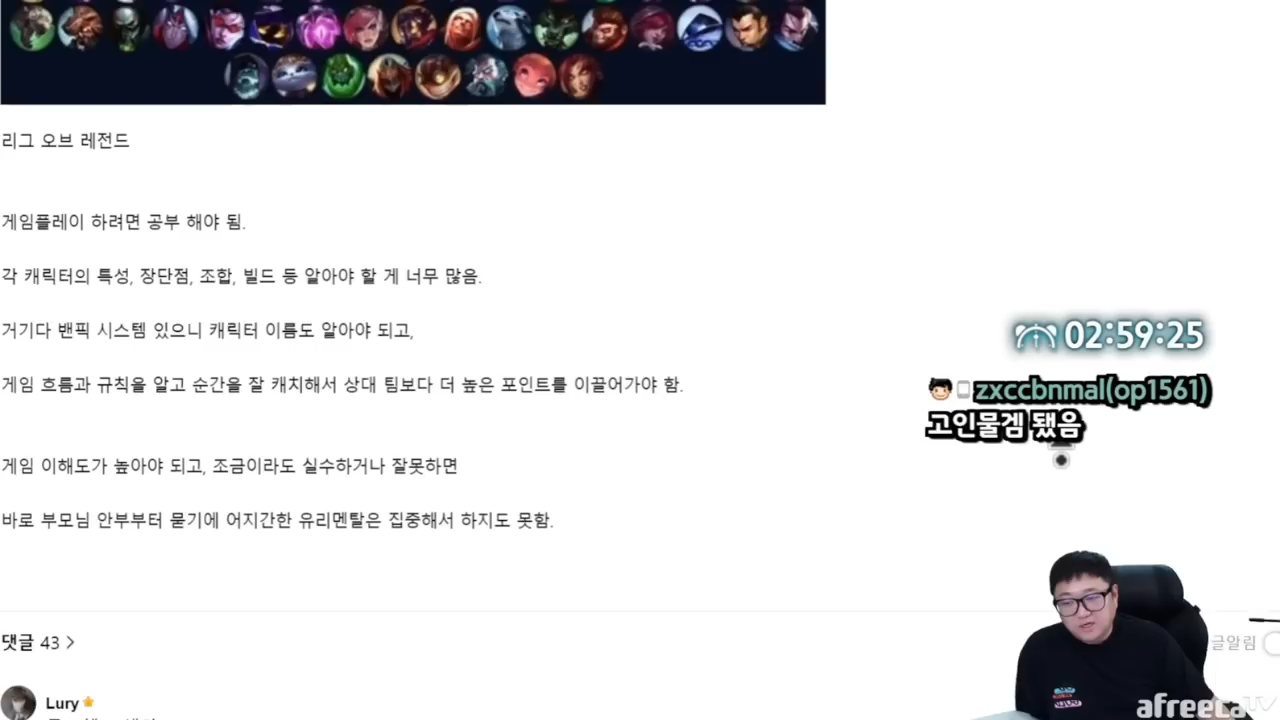 리그 오브 레전드
게임플레이 하려면 공부 해야 됨.
각 캐릭터의 특성, 장단점, 조합, 빌드 등 알아야 할 게 너무 많음.
거기다 밴픽 시스템 있으니 캐릭터 이름도 알아야 되고,
게임 흐름과 규칙을 알고 순간을 잘 캐치해서 상대 팀보다 더 높은 포인트를 이끌어가야 함.
게임 이해도가 높아야 되고, 조금이라도 실수하거나 잘못하면
바로 부모님 안부부터 묻기에 어지간한 유리멘탈은 집중해서 하지도 못함.
02:59:25
zxccbnmal(op1561)
고인물겜 됐음
댓글 43 >
글알림
Lury
afreecaTV